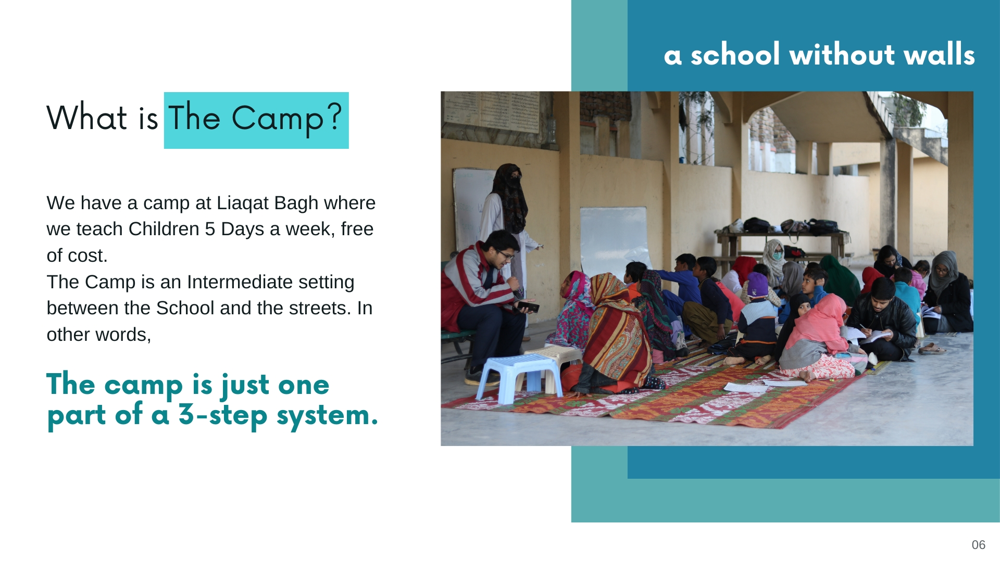 a school without walls
What is The Camp?
We have a camp at Liaqat Bagh where
we teach Children 5 Days a week, free
of cost.
The Camp is an Intermediate setting
between the School and the streets. In
other words,
The camp is just one
part of a 3-step system.
06